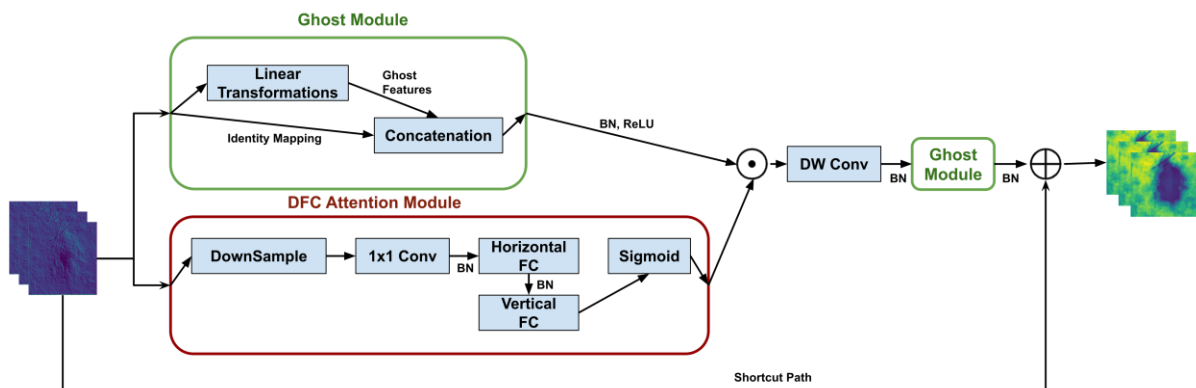 Ghost Module
Linear
Transformations
Ghost
Features
Identity Mapping
Concatenation
BN, ReLU
DW Conv
BN
Ghost
Module
BN
DFC Attention Module
DownSample
1x1 Conv
BN
Horizontal
FC
BN
Vertical
FC
Sigmoid
Shortcut Path